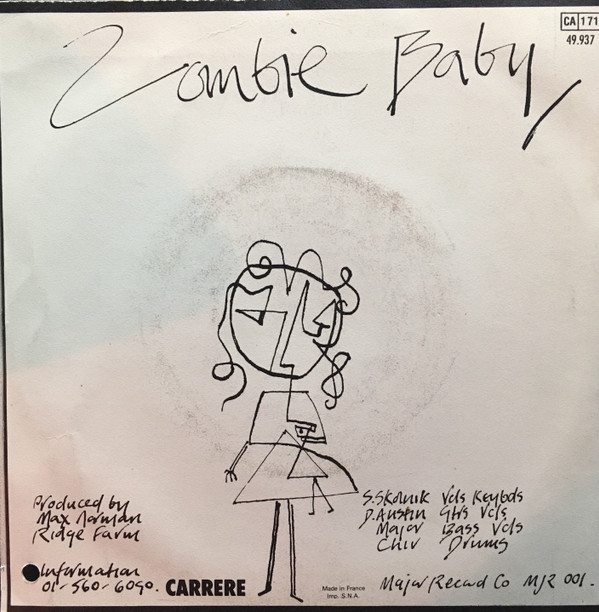 Zombie Baby
CA 171
49.937
Produced by
Max Norman
Ridge Farm
S. Skolnik Vcls Keybds
D. Austin Gtrs Vcls
Major Bass Vcls
Chiv Drums
Information
01-560-6090.
CARRERE
Made in France
Imp. S.N.A.
Major Record Co MJR 001.